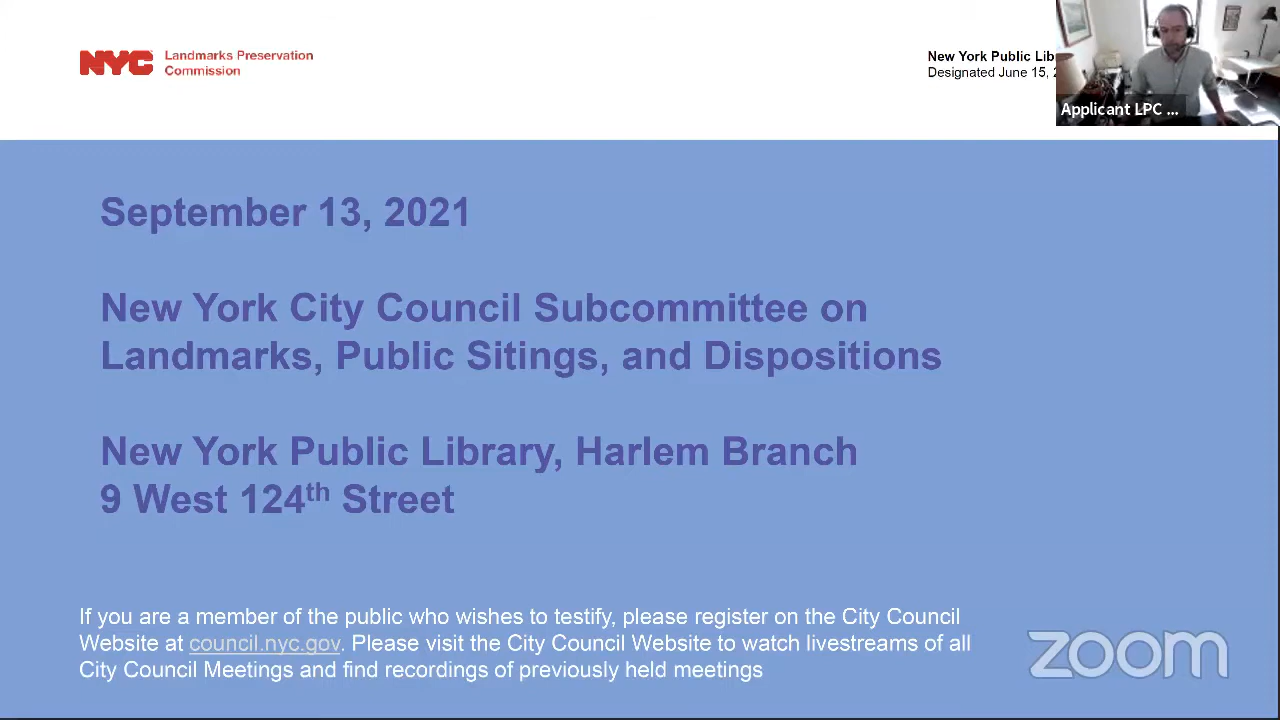 NYC
Landmarks Preservation
Commission
New York Public Lib
Designated June 15, 2
Applicant LPC ...
September 13, 2021
New York City Council Subcommittee on
Landmarks, Public Sitings, and Dispositions
New York Public Library, Harlem Branch
9 West 124th Street
If you are a member of the public who wishes to testify, please register on the City Council
Website at council.nyc.gov. Please visit the City Council Website to watch livestreams of all
City Council Meetings and find recordings of previously held meetings
zoom